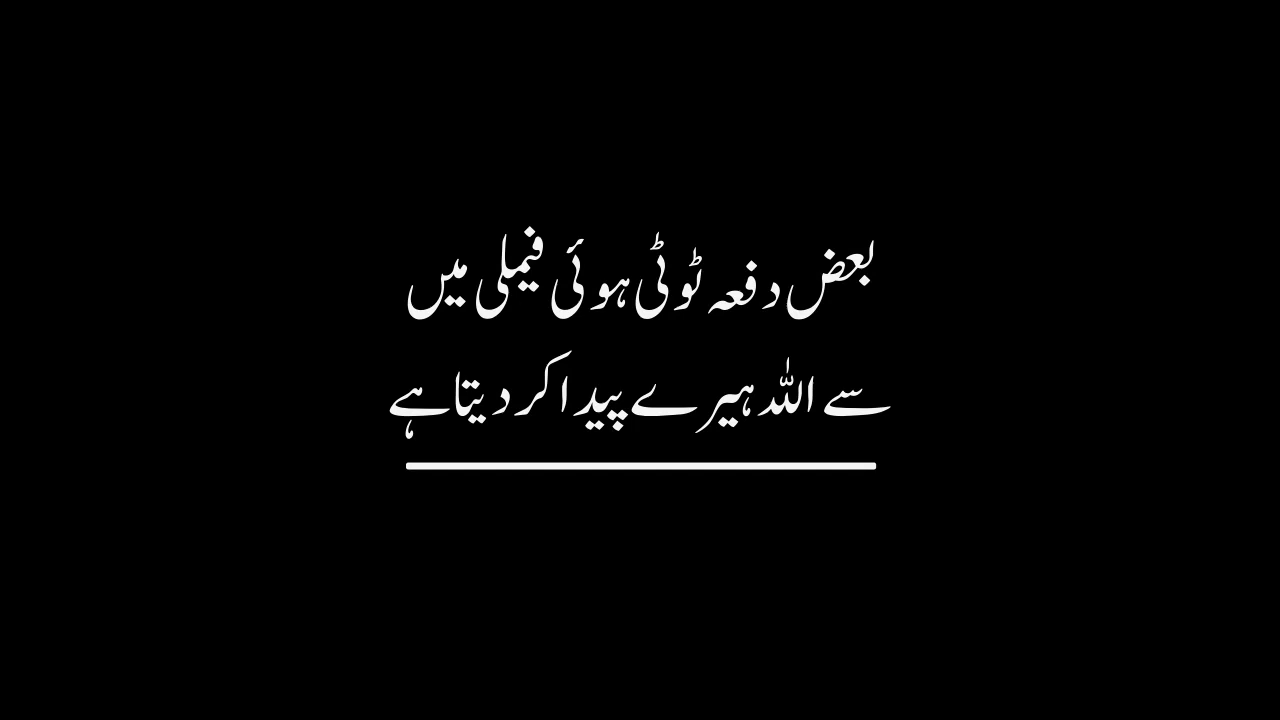 بعض دفعہ ٹوٹی ہوئی فیملی میں
سے اللہ ہیرے پیدا کر دیتا ہے